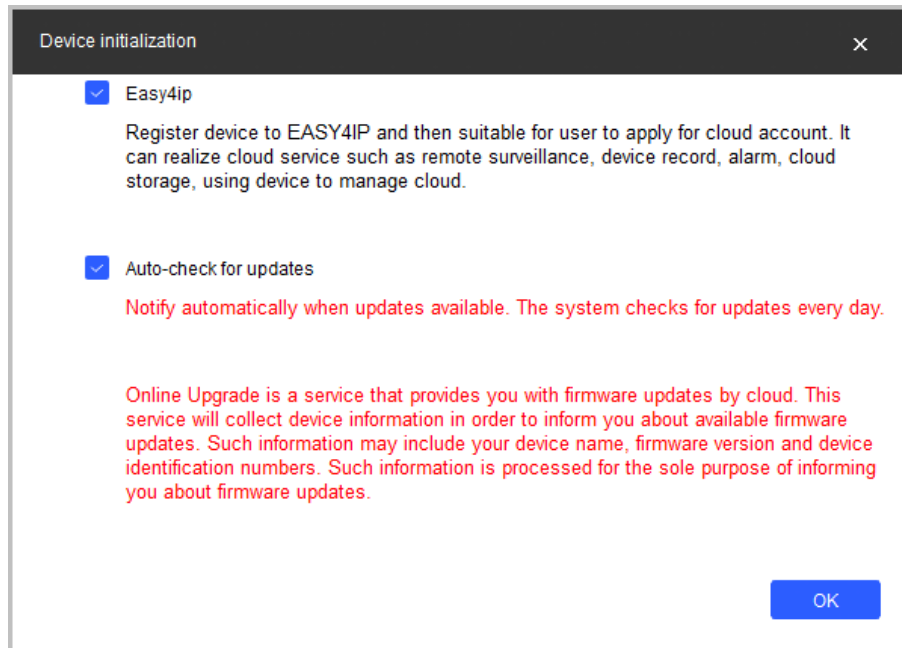 Device initialization
Easy4ip
Register device to EASY4IP and then suitable for user to apply for cloud account. It
can realize cloud service such as remote surveillance, device record, alarm, cloud
storage, using device to manage cloud.
Auto-check for updates
Notify automatically when updates available. The system checks for updates every day.
Online Upgrade is a service that provides you with firmware updates by cloud. This
service will collect device information in order to inform you about available firmware
updates. Such information may include your device name, firmware version and device
identification numbers. Such information is processed for the sole purpose of informing
you about firmware updates.
OK